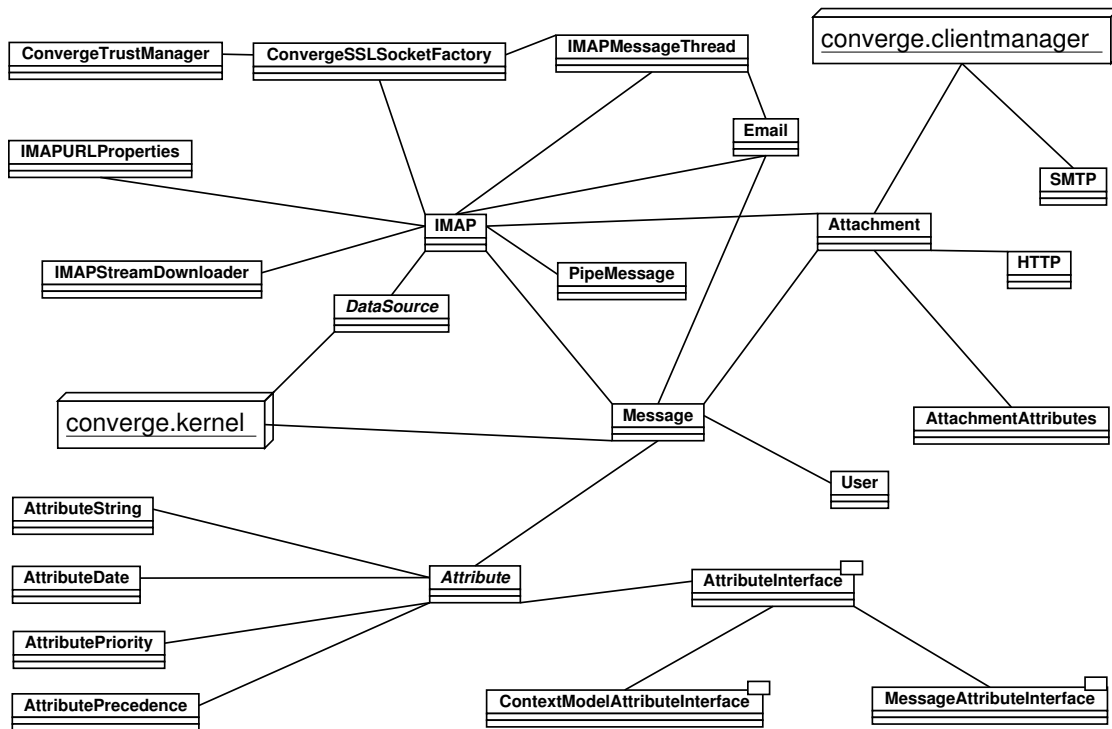 converge.clientmanager
ConvergeTrustManager
ConvergeSSLSocketFactory
IMAPMessageThread
Email
IMAPURLProperties
SMTP
IMAP
Attachment
IMAPStreamDownloader
PipeMessage
HTTP
DataSource
converge.kernel
Message
AttachmentAttributes
User
AttributeString
AttributeDate
Attribute
AttributeInterface
AttributePriority
AttributePrecedence
ContextModelAttributeInterface
MessageAttributeInterface